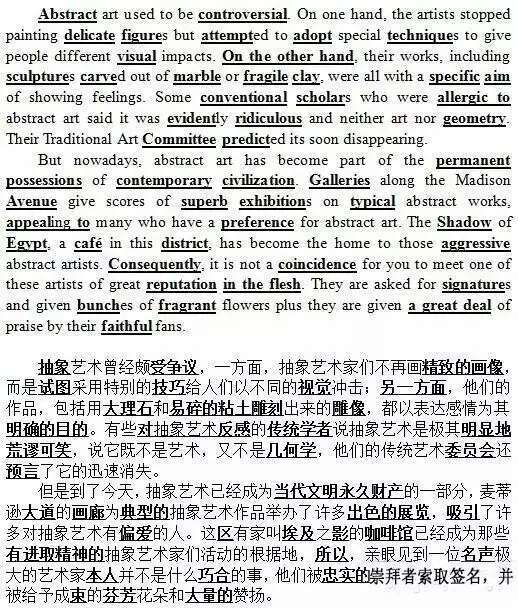 Abstract art used to be controversial. On one hand, the artists stopped
painting delicate figures but attempted to adopt special techniques to give
people different visual impacts. On the other hand, their works, including
sculptures carved out of marble or fragile clay, were all with a specific aim
of showing feelings. Some conventional scholars who were allergic to
abstract art said it was evidently ridiculous and neither art nor geometry.
Their Traditional Art Committee predicted its soon disappearing.
But nowadays, abstract art has become part of the permanent
possessions of contemporary civilization. Galleries along the Madison
Avenue give scores of superb exhibitions on typical abstract works,
appealing to many who have a preference for abstract art. The Shadow of
Egypt, a café in this district, has become the home to those aggressive
abstract artists. Consequently, it is not a coincidence for you to meet one of
these artists of great reputation in the flesh. They are asked for signatures
and given bunches of fragrant flowers plus they are given a great deal of
praise by their faithful fans.
抽象艺术曾经颇受争议，一方面，抽象艺术家们不再画精致的画像，
而是试图采用特别的技巧给人们以不同的视觉冲击；另一方面，他们的
作品，包括用大理石和易碎的粘土雕刻出来的雕像，都以表达感情为其
明确的目的。有些对抽象艺术反感的传统学者说抽象艺术是极其明显地
荒谬可笑，说它既不是艺术，又不是几何学，他们的传统艺术委员会还
预言了它的迅速消失。
但是到了今天，抽象艺术已经成为当代文明永久财产的一部分，麦蒂
逊大道的画廊为典型的抽象艺术作品举办了许多出色的展览，吸引了许
多对抽象艺术有偏爱的人。这区有家叫埃及之影的咖啡馆已经成为那些
有进取精神的抽象艺术家们活动的根据地，所以，亲眼见到一位名声极
大的艺术家本人并不是什么巧合的事，他们被忠实的崇拜者索取签名，并
被给予成束的芬芳花朵和大量的赞扬。